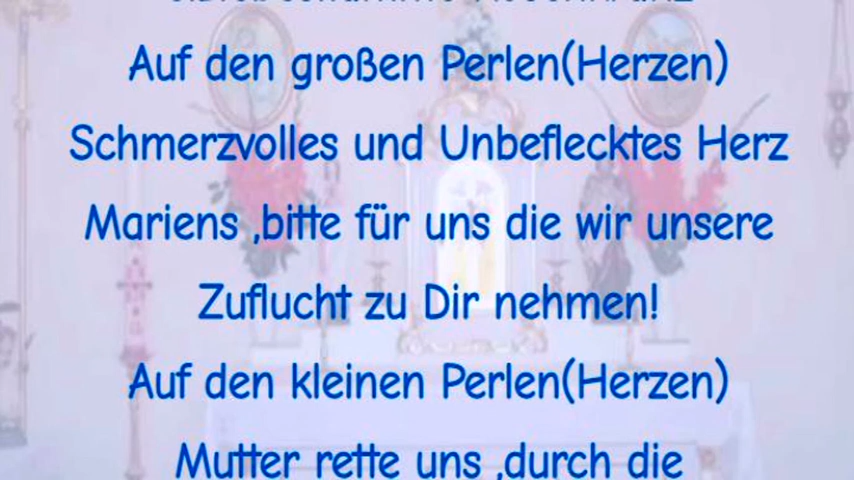 Auf den großen Perlen(Herzen)
Schmerzvolles und Unbeflecktes Herz
Mariens ,bitte für uns die wir unsere
Zuflucht zu Dir nehmen!
Auf den kleinen Perlen(Herzen)
Mutter rette uns ,durch die